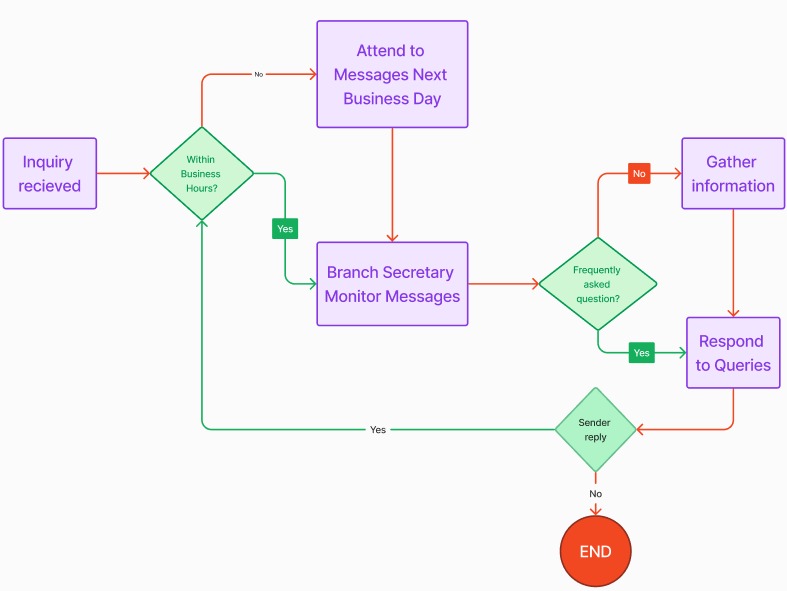 Attend to
Messages Next
Business Day
No
Inquiry
recieved
Within
Business
Hours?
Yes
Branch Secretary
Monitor Messages
Frequently
asked
question?
No
Gather
information
Yes
Respond
to Queries
Sender
reply
Yes
No
END